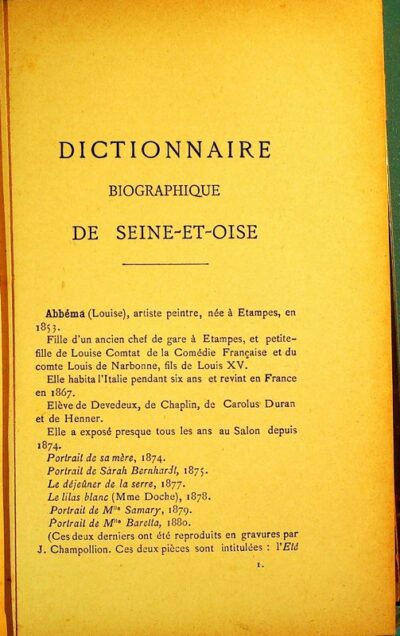 DICTIONNAIRE
BIOGRAPHIQUE
DE SEINE-ET-OISE
Abbéma (Louise), artiste peintre, née à Etampes, en
1853.
Fille d'un ancien chef de gare à Etampes, et petite-
fille de Louise Comtat de la Comédie Française et du
comte Louis de Narbonne, fils de Louis XV.
Elle habita l'Italie pendant six ans et revint en France
en 1867.
Elève de Devedeux, de Chaplin, de Carolus Duran
et de Henner.
Elle a exposé presque tous les ans au Salon depuis
1874.
Portrait de sa mère, 1874.
Portrait de Sarah Bernhardt, 1875.
Le déjeûner de la serre, 1877.
Le lilas blanc (Mme Doche), 1878.
Portrait de Mlle Samary, 1879.
Portrait de Mlle Baretta, 1880.
(Ces deux derniers ont été reproduits en gravures par
J. Champollion. Ces deux pièces sont intitulées : l'Eté
1.